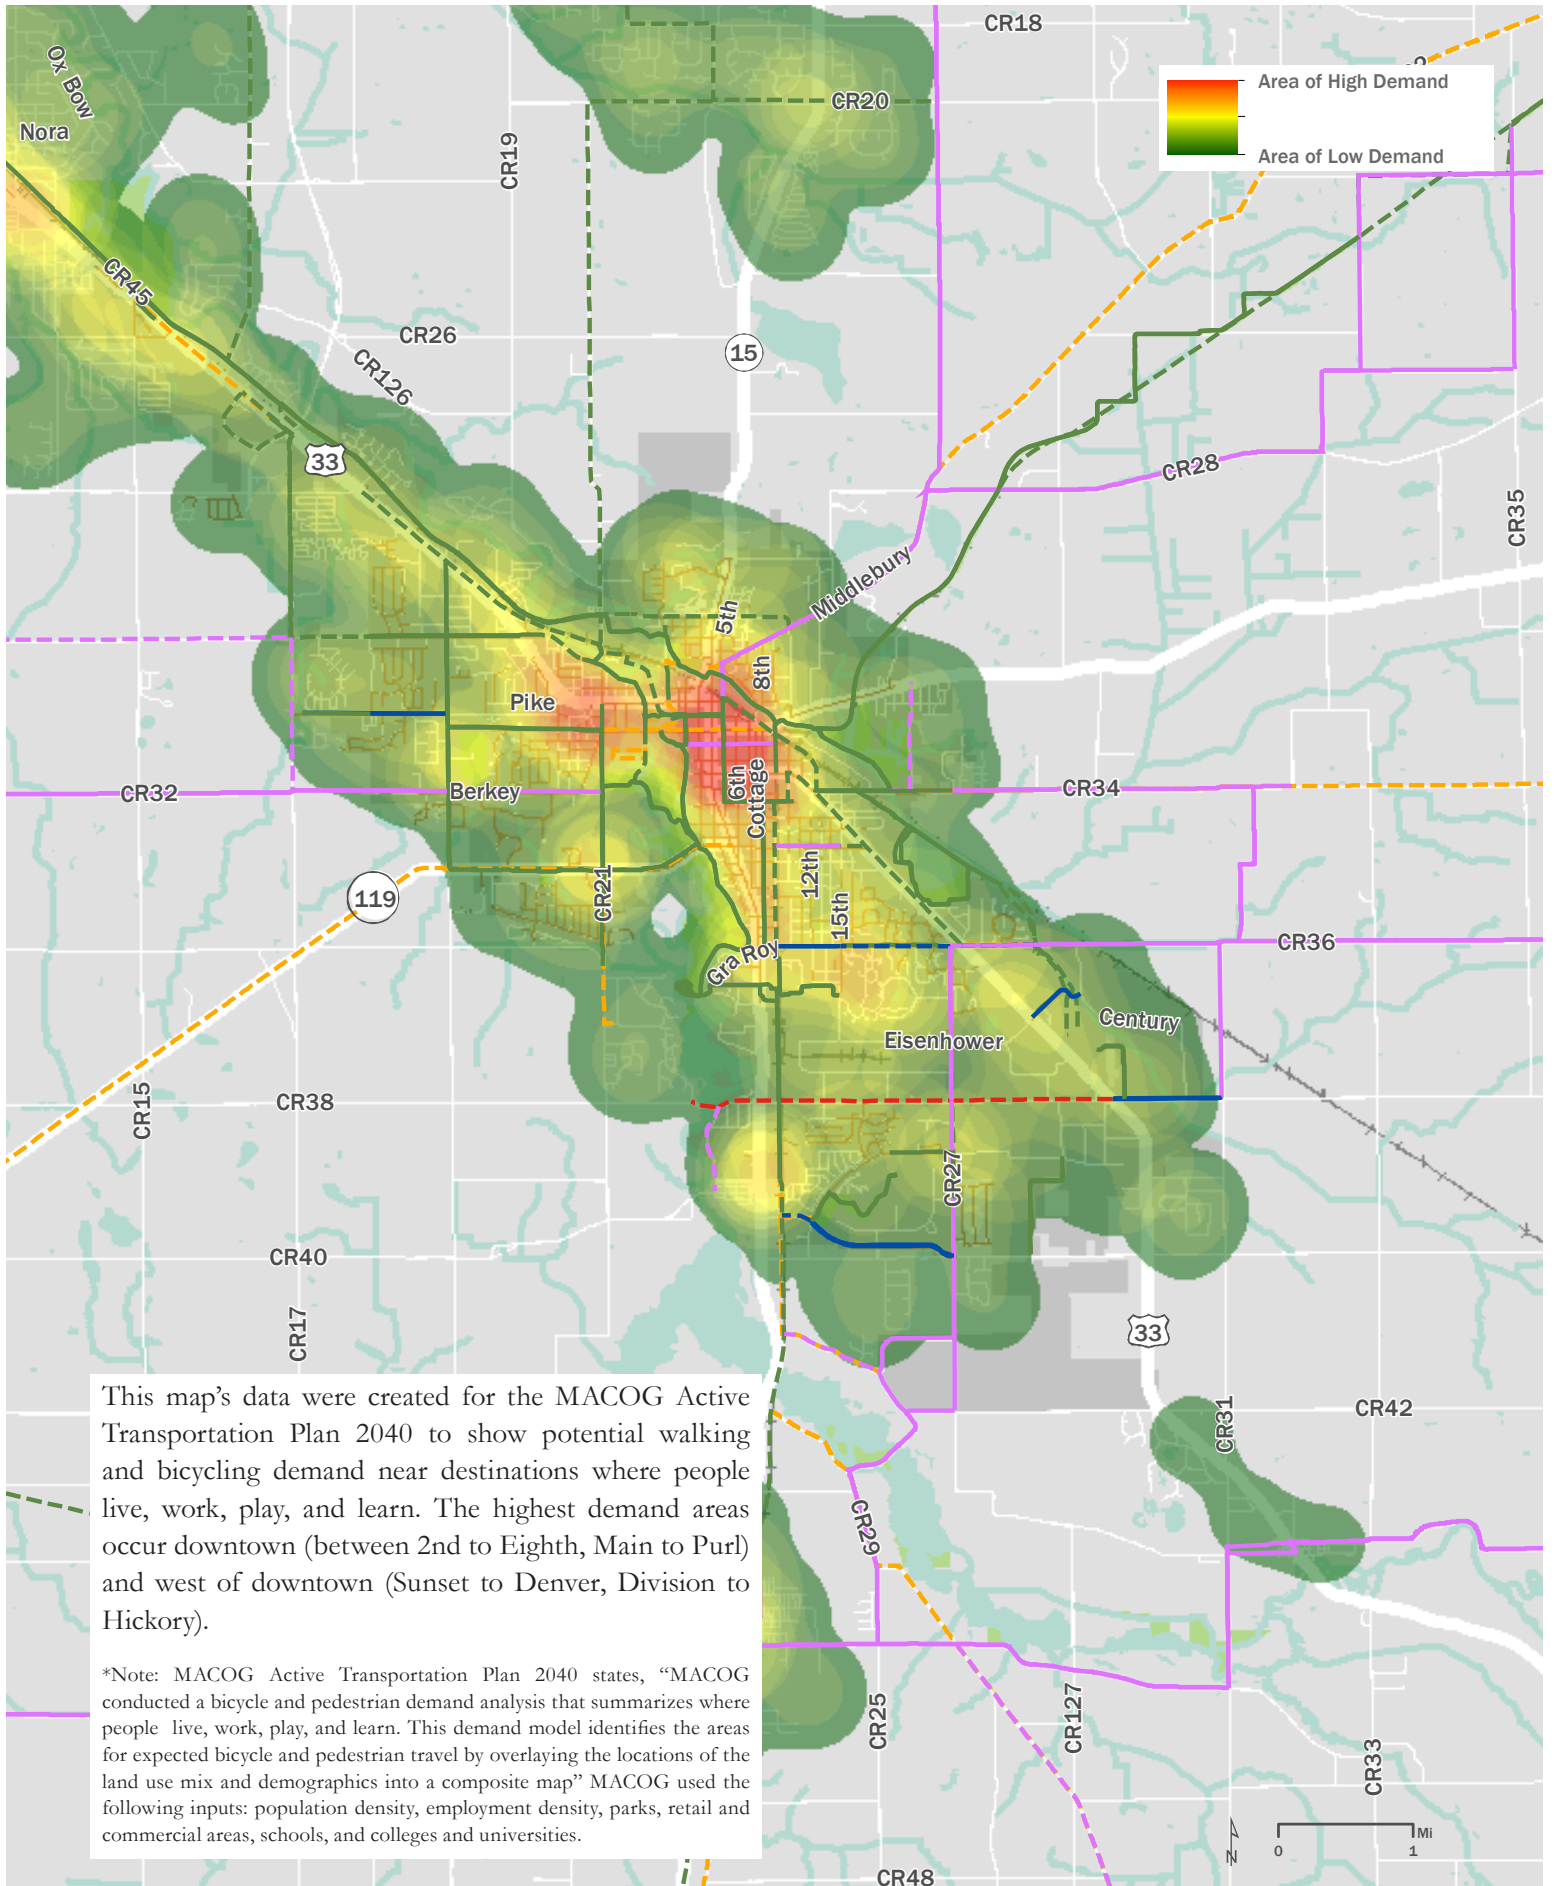 CR18
Ox Bow
Nora
CR20
CR19
Area of High Demand
Area of Low Demand
CR45
CR26
15
CR126
33
CR28
CR35
Middlebury
5th
8th
Pike
CR32
Berkey
6th
Cottage
CR34
119
CR21
12th
15th
Gra Roy
CR36
Century
Eisenhower
CR15
CR38
CR27
CR40
CR17
33
CR31
CR42
This map’s data were created for the MACOG Active
Transportation Plan 2040 to show potential walking
and bicycling demand near destinations where people
live, work, play, and learn. The highest demand areas
occur downtown (between 2nd to Eighth, Main to Purl)
and west of downtown (Sunset to Denver, Division to
Hickory).
*Note: MACOG Active Transportation Plan 2040 states, “MACOG
conducted a bicycle and pedestrian demand analysis that summarizes where
people live, work, play, and learn. This demand model identifies the areas
for expected bicycle and pedestrian travel by overlaying the locations of the
land use mix and demographics into a composite map” MACOG used the
following inputs: population density, employment density, parks, retail and
commercial areas, schools, and colleges and universities.
CR29
CR25
CR127
CR33
N
0 1 Mi
CR48